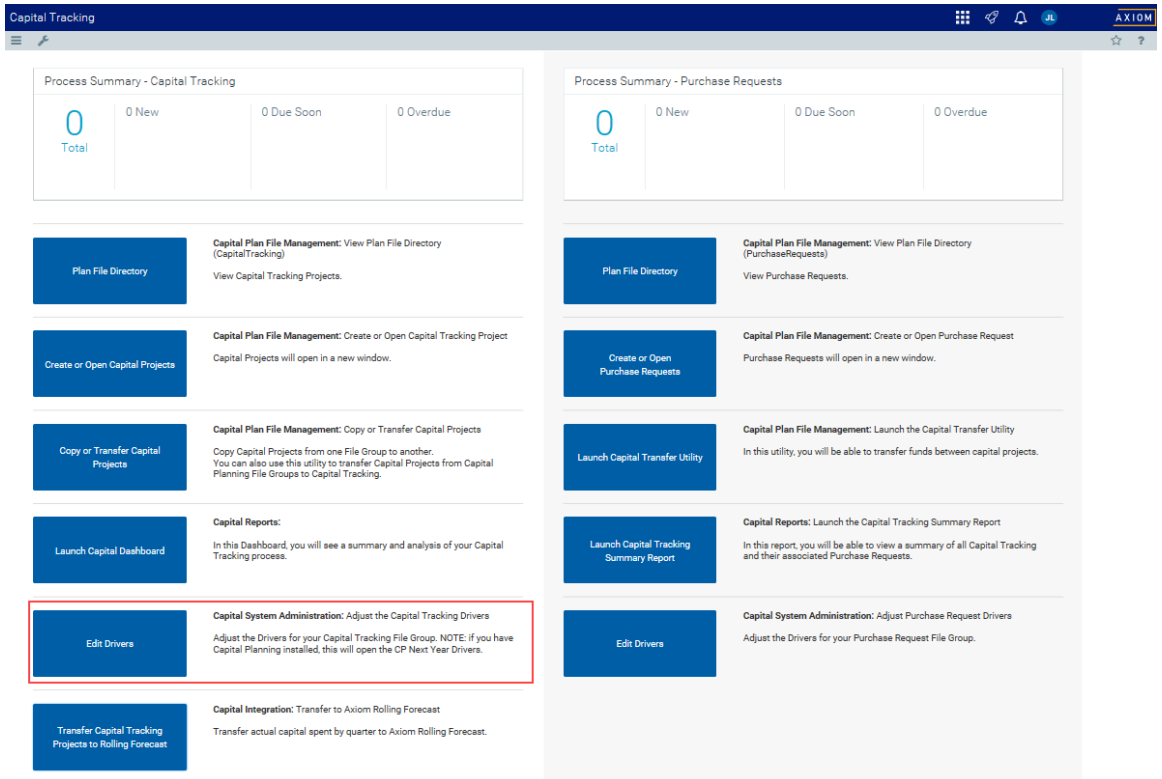 Capital Tracking
JL
AXIOM
?
Process Summary - Capital Tracking
0
Total
0 New
0 Due Soon
0 Overdue
Plan File Directory
Capital Plan File Management: View Plan File Directory
(CapitalTracking)
View Capital Tracking Projects.
Create or Open Capital Projects
Capital Plan File Management: Create or Open Capital Tracking Project
Capital Projects will open in a new window.
Copy or Transfer Capital
Projects
Capital Plan File Management: Copy or Transfer Capital Projects
Copy Capital Projects from one File Group to another.
You can also use this utility to transfer Capital Projects from Capital
Planning File Groups to Capital Tracking.
Launch Capital Dashboard
Capital Reports:
In this Dashboard, you will see a summary and analysis of your Capital
Tracking process.
Edit Drivers
Capital System Administration: Adjust the Capital Tracking Drivers
Adjust the Drivers for your Capital Tracking File Group. NOTE: if you have
Capital Planning installed, this will open the CP Next Year Drivers.
Transfer Capital Tracking
Projects to Rolling Forecast
Capital Integration: Transfer to Axiom Rolling Forecast
Transfer actual capital spent by quarter to Axiom Rolling Forecast.
Process Summary - Purchase Requests
0
Total
0 New
0 Due Soon
0 Overdue
Plan File Directory
Capital Plan File Management: View Plan File Directory
(PurchaseRequests)
View Purchase Requests.
Create or Open
Purchase Requests
Capital Plan File Management: Create or Open Purchase Request
Purchase Requests will open in a new window.
Launch Capital Transfer Utility
Capital Plan File Management: Launch the Capital Transfer Utility
In this utility, you will be able to transfer funds between capital projects.
Launch Capital Tracking
Summary Report
Capital Reports: Launch the Capital Tracking Summary Report
In this report, you will be able to view a summary of all Capital Tracking
and their associated Purchase Requests.
Edit Drivers
Capital System Administration: Adjust Purchase Request Drivers
Adjust the Drivers for your Purchase Request File Group.